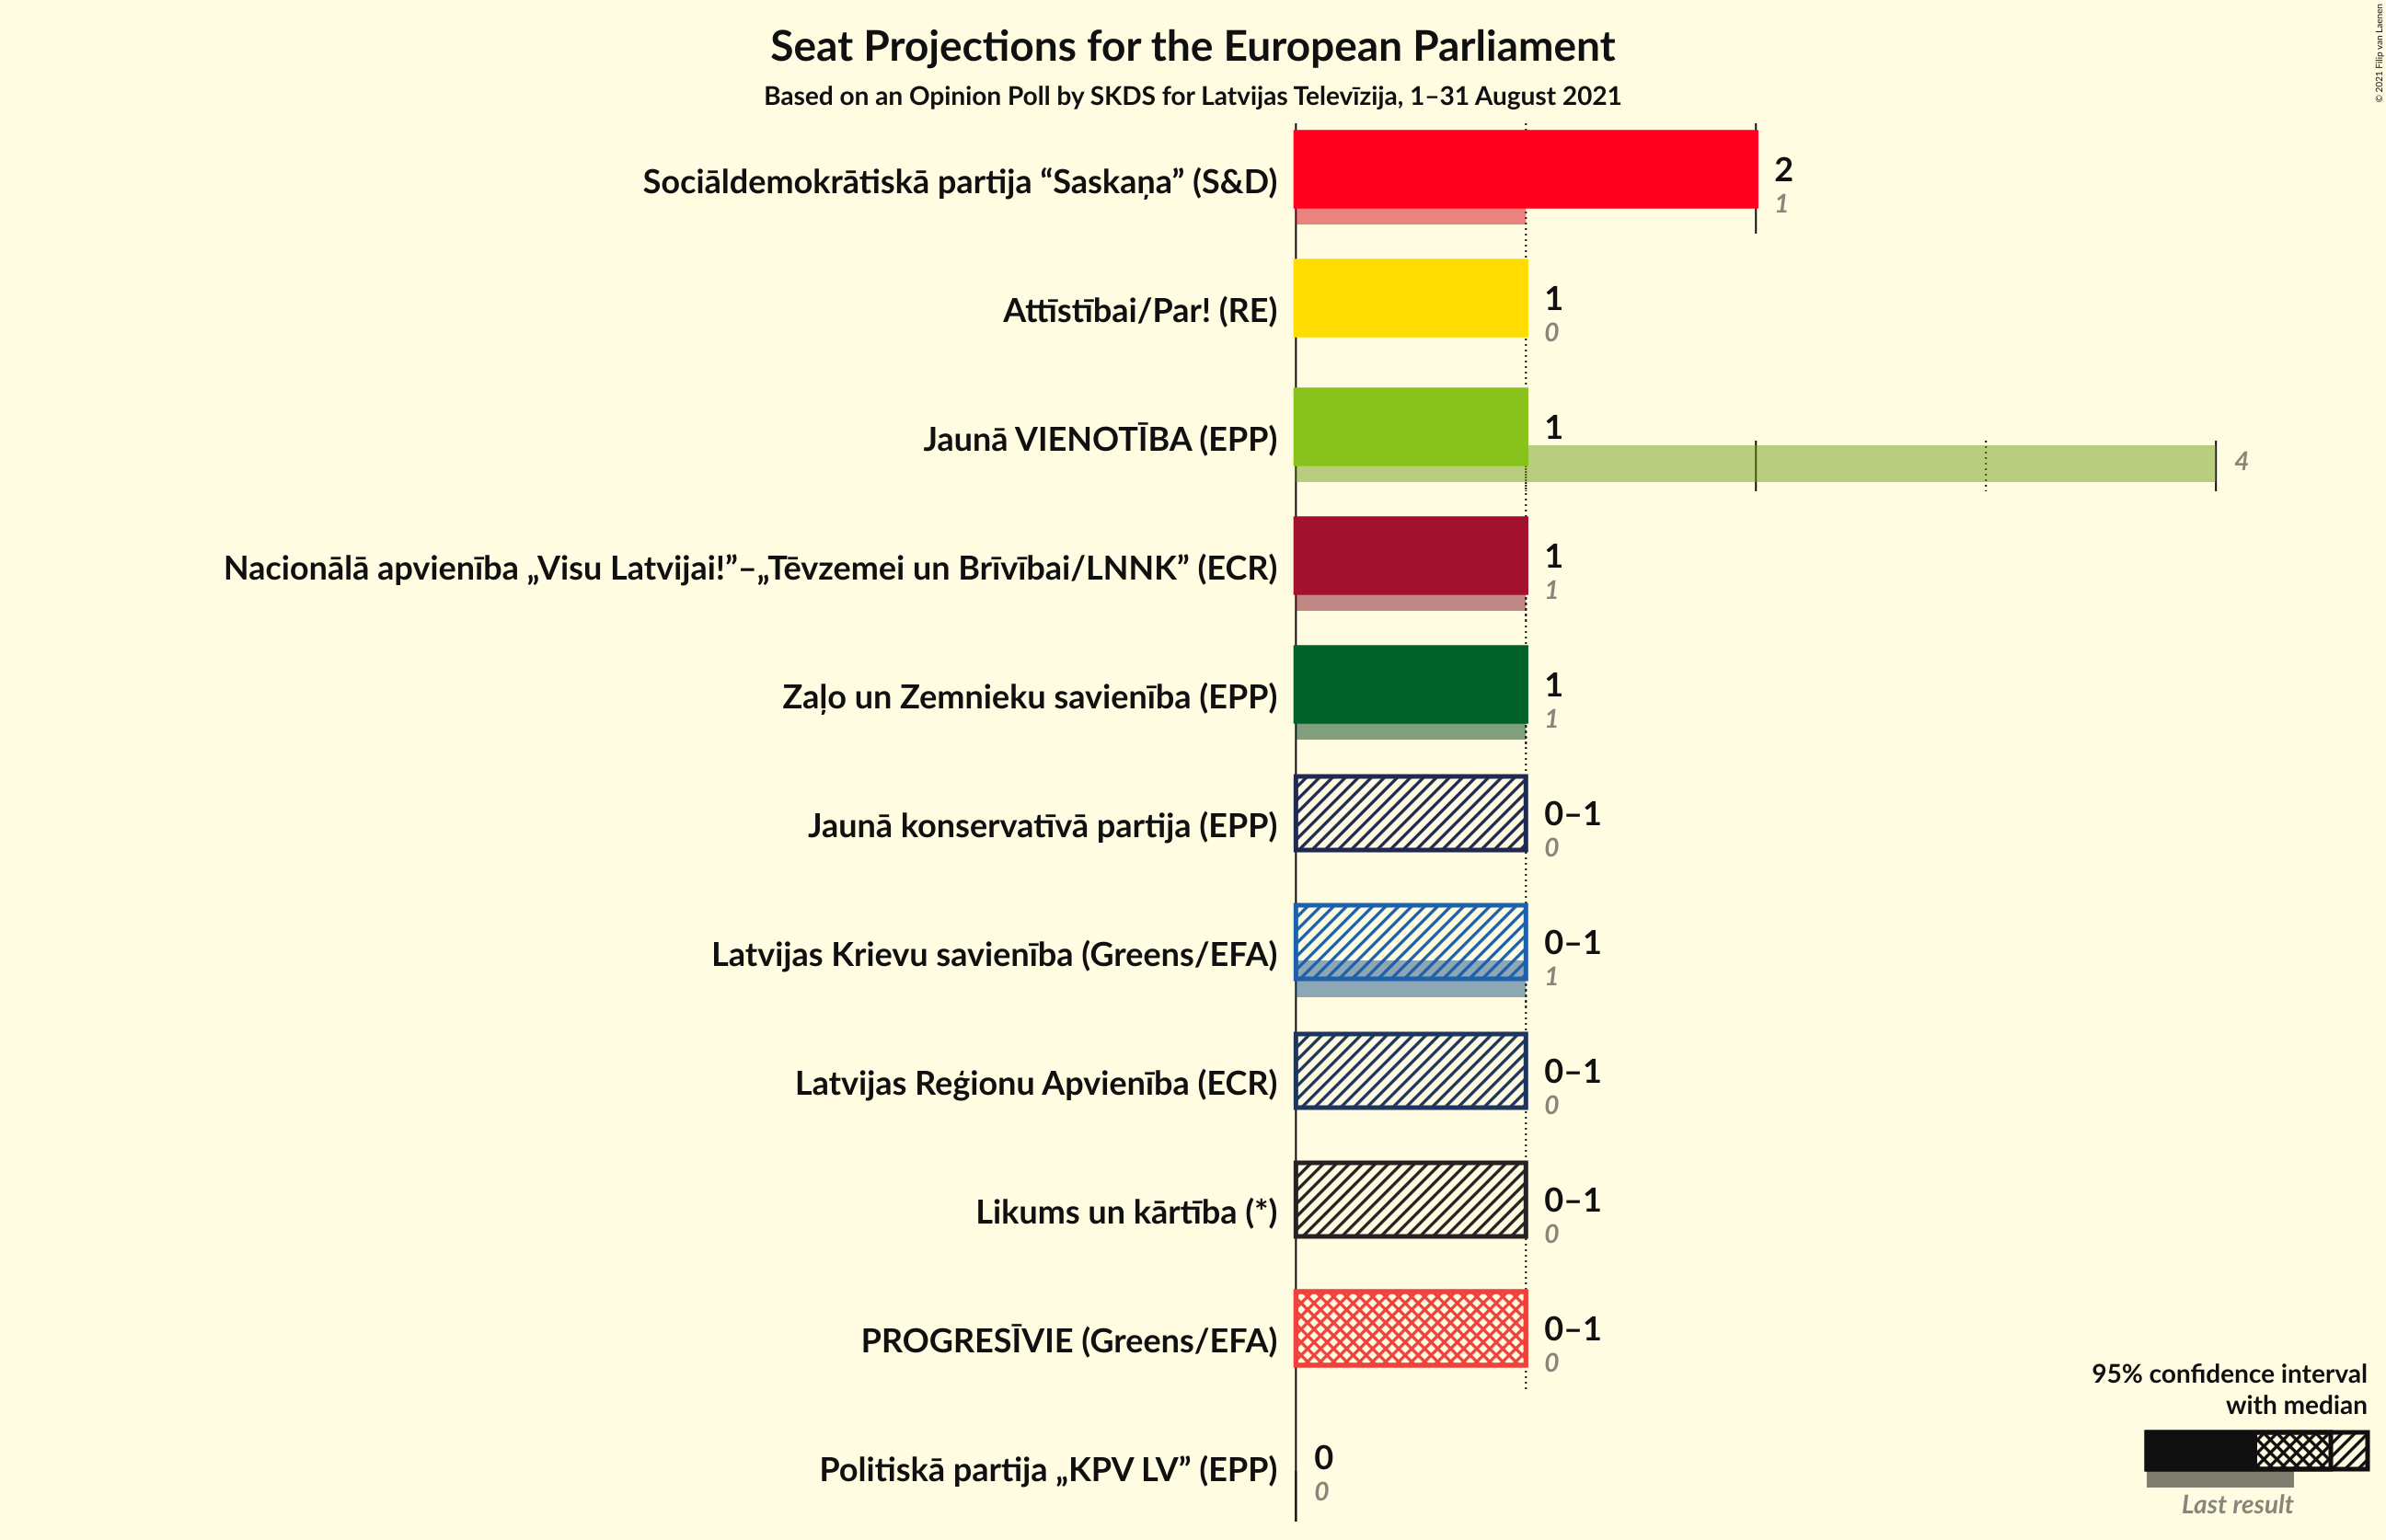 Seat Projections for the European Parliament
Based on an Opinion Poll by SKDS for Latvijas Televīzija, 1–31 August 2021
© 2021 Filip van Laenen
Sociāldemokrātiskā partija “Saskaņa” (S&D)
2
1
Attīstībai/Par! (RE)
1
0
Jaunā VIENOTĪBA (EPP)
1
4
Nacionālā apvienība „Visu Latvijai!”–„Tēvzemei un Brīvībai/LNNK” (ECR)
1
1
Zaļo un Zemnieku savienība (EPP)
1
1
Jaunā konservatīvā partija (EPP)
0–1
0
Latvijas Krievu savienība (Greens/EFA)
0–1
1
Latvijas Reģionu Apvienība (ECR)
0–1
0
Likums un kārtība (*)
0–1
0
PROGRESĪVIE (Greens/EFA)
0–1
0
Politiskā partija „KPV LV” (EPP)
0
0
95% confidence interval
with median
Last result